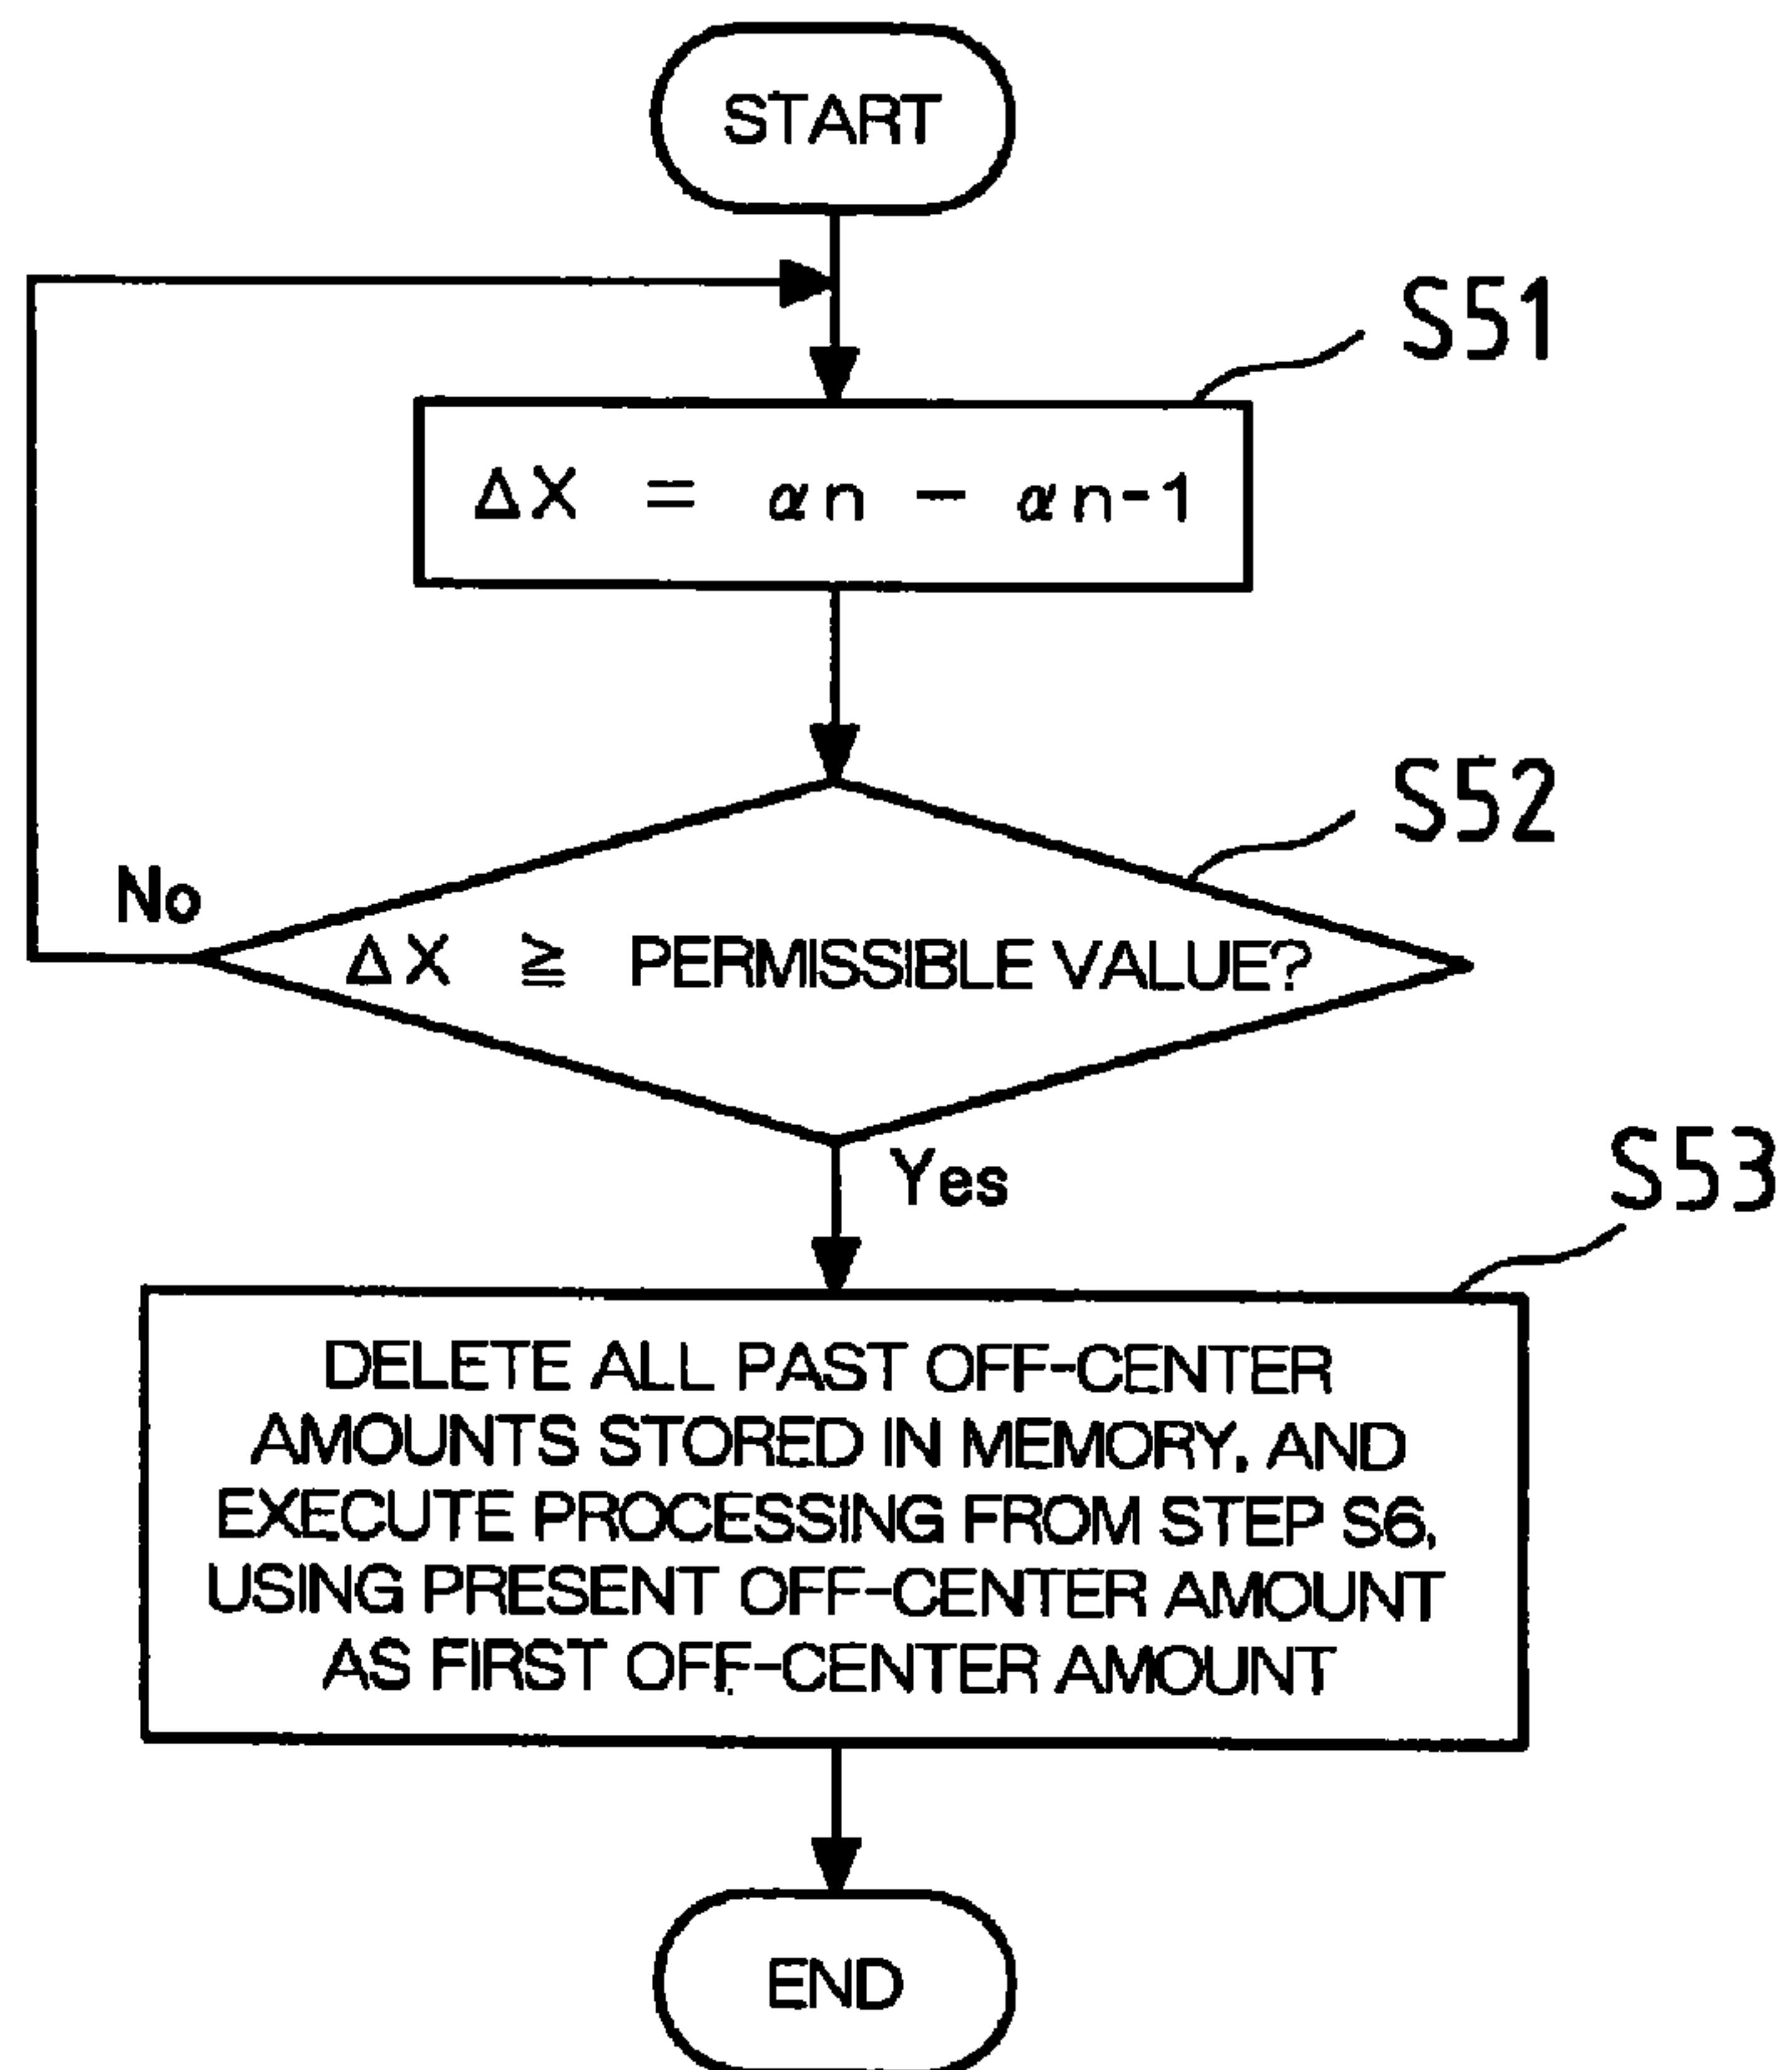 START
S51
ΔX = αn − αn-1
S52
No
ΔX ≧ PERMISSIBLE VALUE?
Yes
S53
DELETE ALL PAST OFF-CENTER
AMOUNTS STORED IN MEMORY, AND
EXECUTE PROCESSING FROM STEP S6,
USING PRESENT OFF-CENTER AMOUNT
AS FIRST OFF-CENTER AMOUNT
END